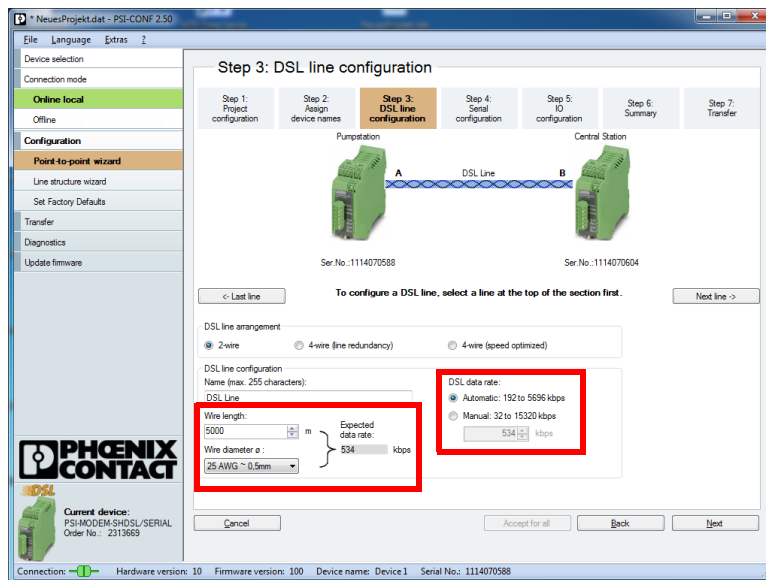 * NeuesProjekt.dat - PSI-CONF 2.50
File Language Extras ?
Device selection
Connection mode
Online local
Offline
Configuration
Point-to-point wizard
Line structure wizard
Set Factory Defaults
Transfer
Diagnostics
Update firmware
PHŒNIX
CONTACT
DSL
Current device:
PSI-MODEM-SHDSL/SERIAL
Order No.: 2313669
Step 3: DSL line configuration
Step 1:
Project
configuration
Step 2:
Assign
device names
Step 3:
DSL line
configuration
Step 4:
Serial
configuration
Step 5:
IO
configuration
Step 6:
Summary
Step 7:
Transfer
Pumpstation
Central Station
A
DSL Line
B
Ser.No.:1114070588
Ser.No.:1114070604
<- Last line
To configure a DSL line, select a line at the top of the section first.
Next line ->
DSL line arrangement
2-wire
4-wire (line redundancy)
4-wire (speed optimized)
DSL line configuration
Name (max. 255 characters):
DSL Line
Wire length:
5000 m
Wire diameter ø :
25 AWG ~ 0,5mm
Expected
data rate:
534 kbps
DSL data rate:
Automatic: 192 to 5696 kbps
Manual: 32 to 15320 kbps
534 kbps
Cancel
Accept for all
Back
Next
Connection: Hardware version: 10 Firmware version: 100 Device name: Device 1 Serial No.: 1114070588